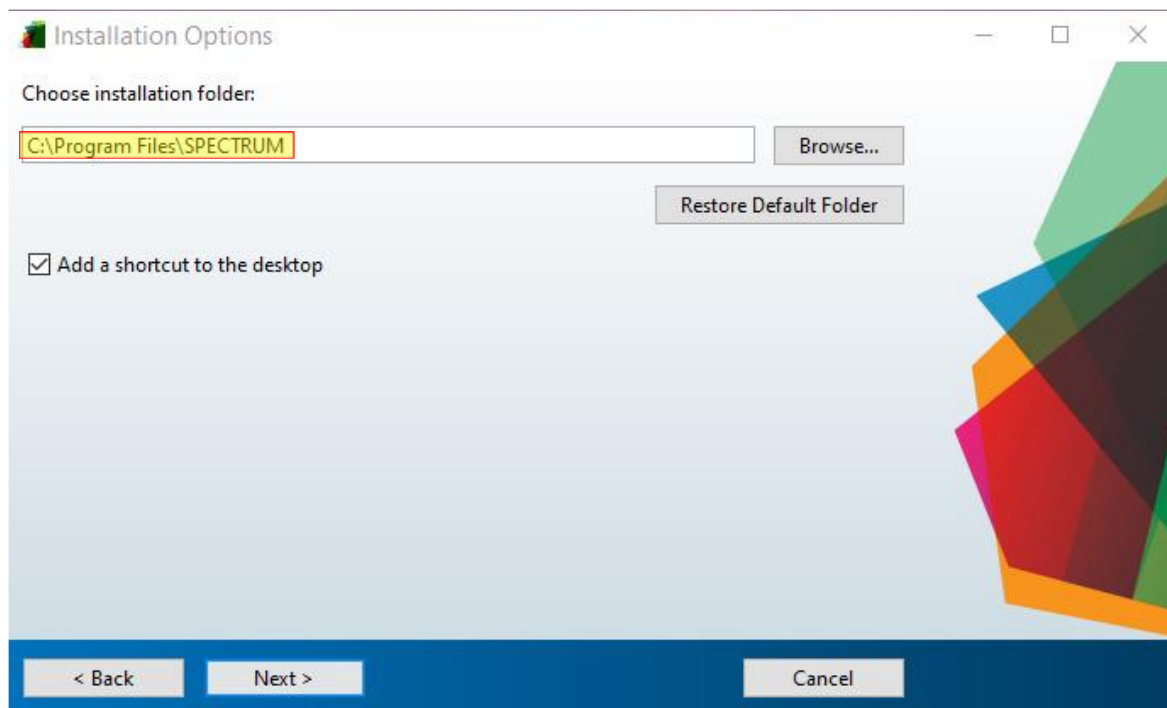 Installation Options
Choose installation folder:
C:\Program Files\SPECTRUM
Browse...
Restore Default Folder
Add a shortcut to the desktop
< Back
Next >
Cancel